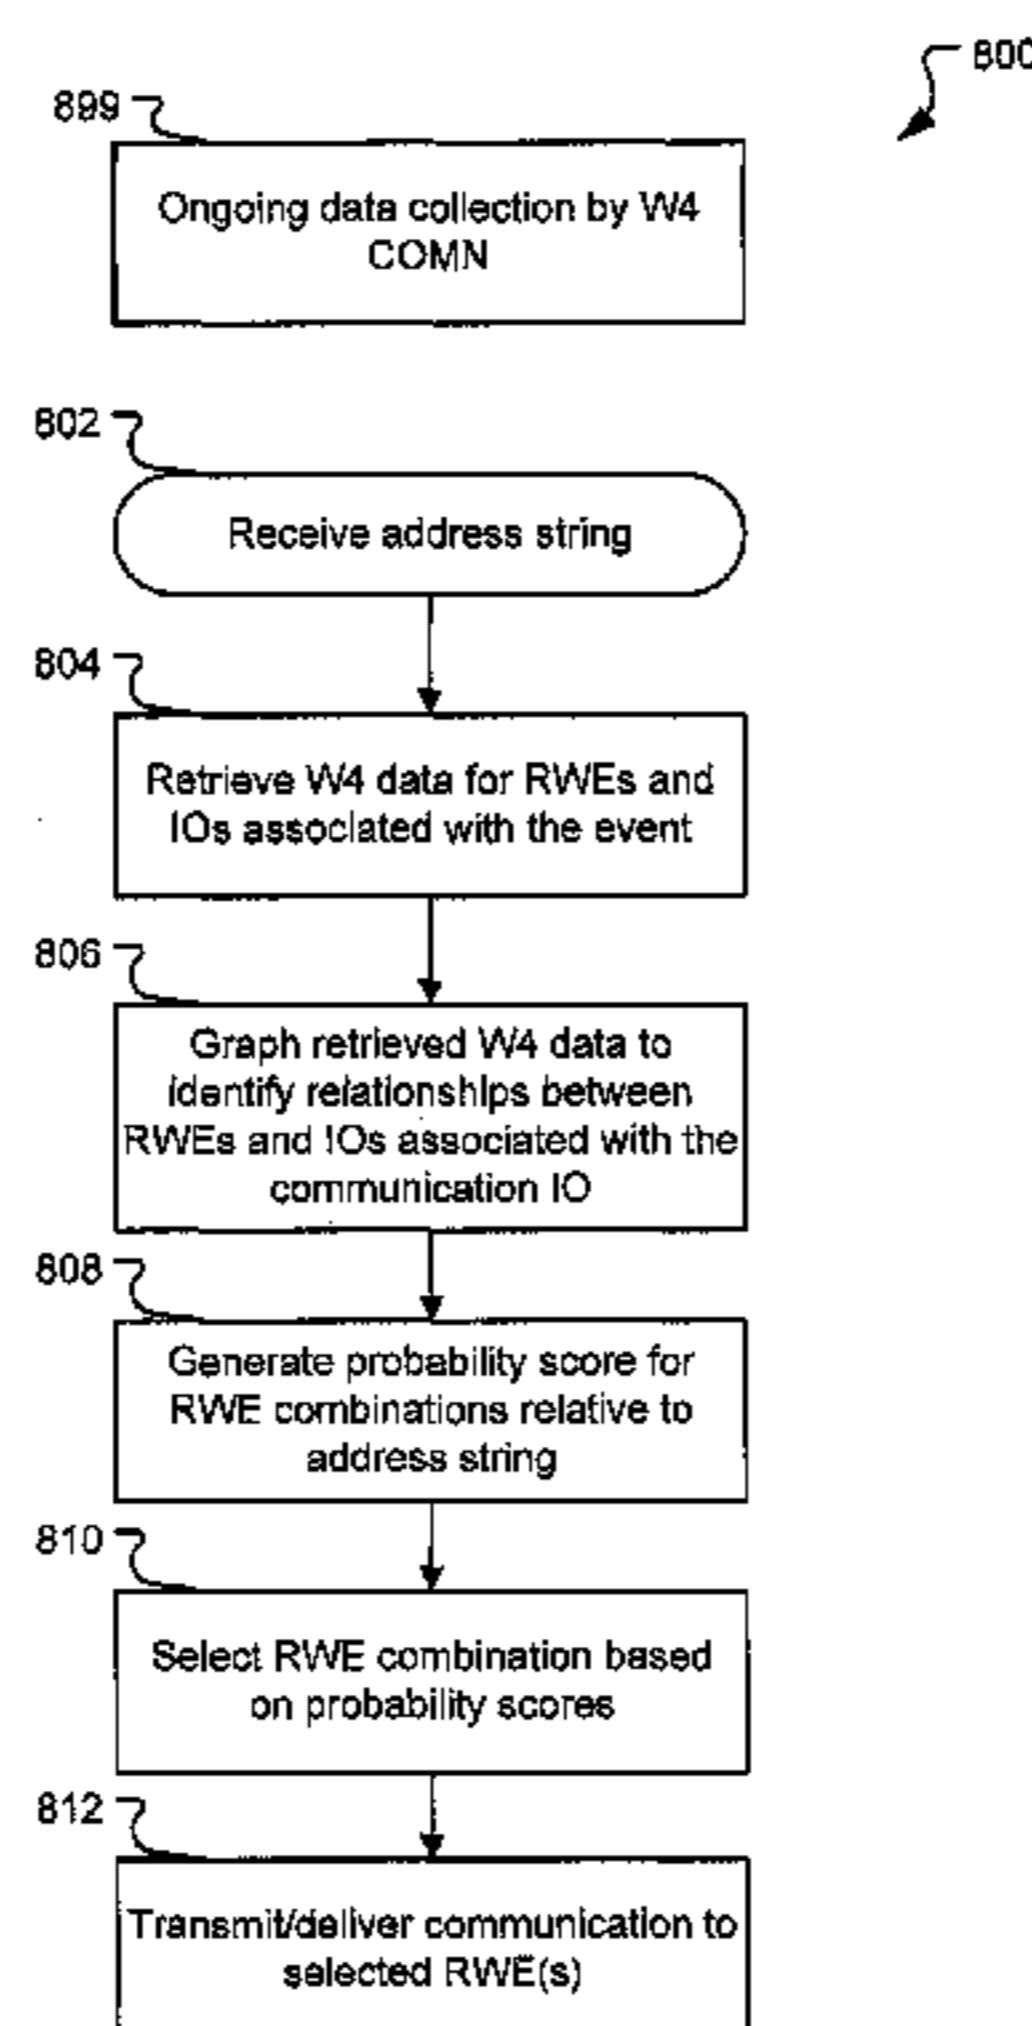 800
899
Ongoing data collection by W4
COMN
802
Receive address string
804
Retrieve W4 data for RWEs and
IOs associated with the event
806
Graph retrieved W4 data to
identify relationships between
RWEs and IOs associated with the
communication IO
808
Generate probability score for
RWE combinations relative to
address string
810
Select RWE combination based
on probability scores
812
Transmit/deliver communication to
selected RWE(s)